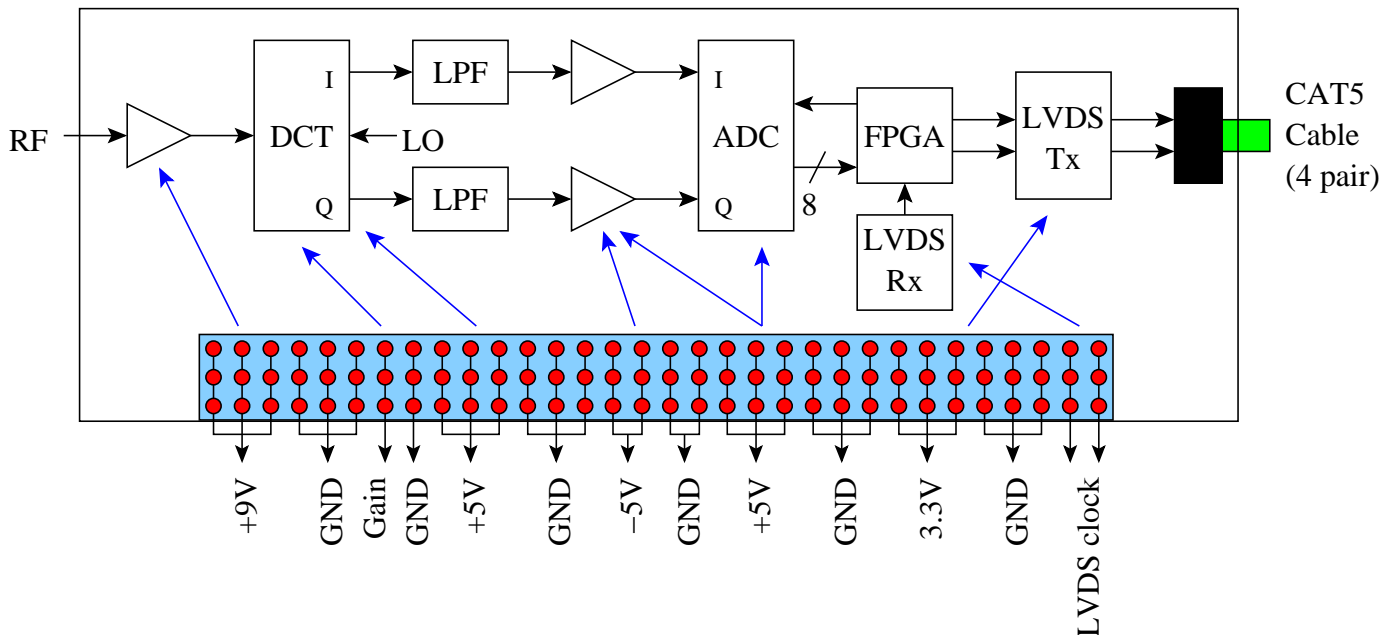 RF
DCT
I
Q
LO
LPF
LPF
ADC
I
Q
8
FPGA
LVDS
Rx
LVDS
Tx
CAT5
Cable
(4 pair)
+9V
GND
Gain
GND
+5V
GND
−5V
GND
+5V
GND
3.3V
GND
LVDS clock